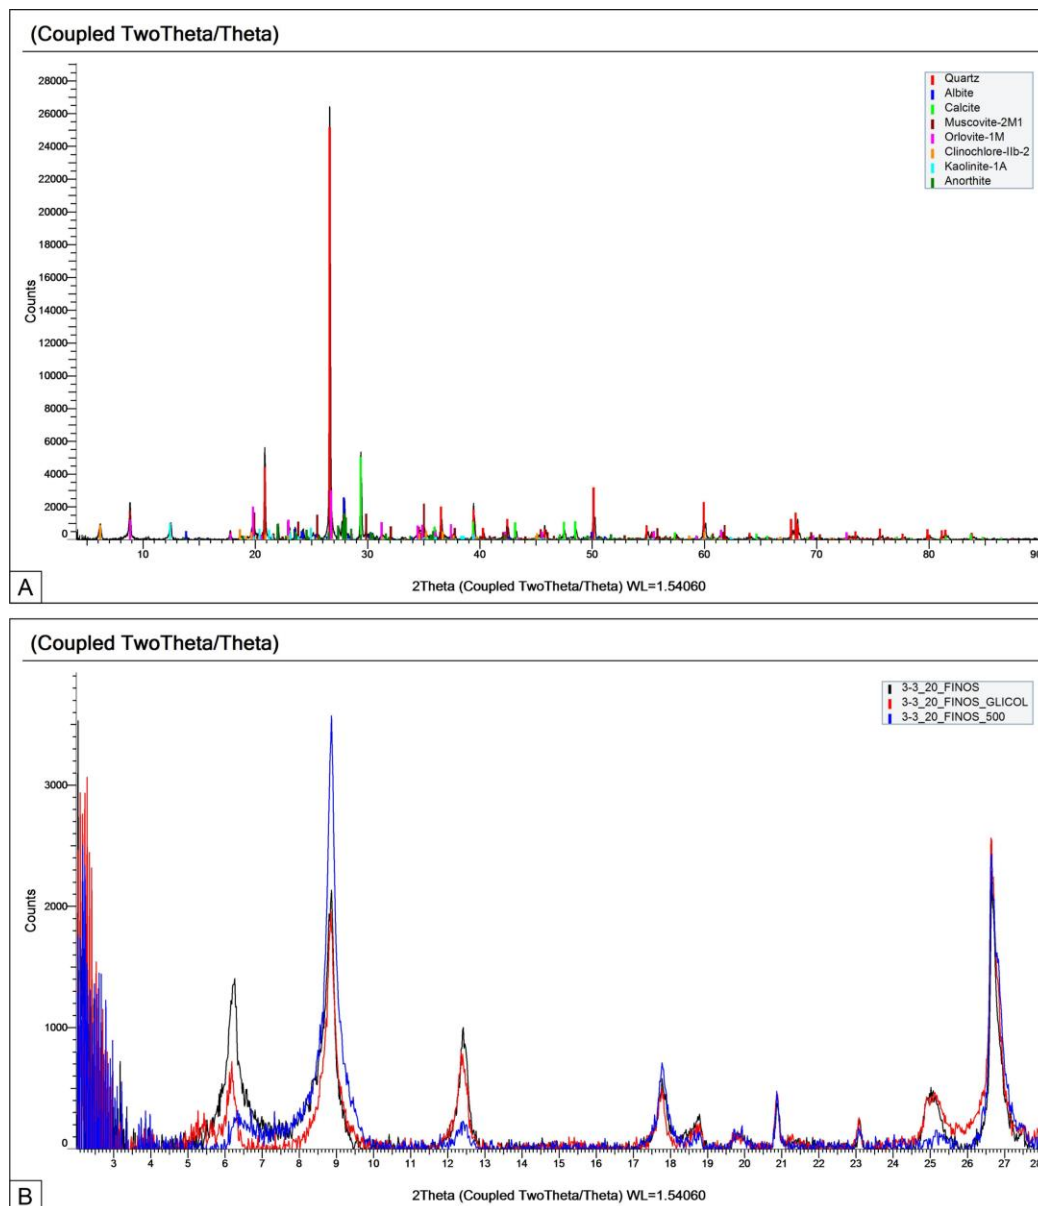 (Coupled TwoTheta/Theta)
28000
26000
24000
22000
20000
18000
16000
14000
12000
10000
8000
6000
4000
2000
0
Counts
Quartz
Albite
Calcite
Muscovite-2M1
Orlovite-1M
Clinochlore-IIb-2
Kaolinite-1A
Anorthite
10 20 30 40 50 60 70 80 90
2Theta (Coupled TwoTheta/Theta) WL=1.54060
A
(Coupled TwoTheta/Theta)
3-3_20_FINOS
3-3_20_FINOS_GLICOL
3-3_20_FINOS_500
3000
2000
1000
0
Counts
3 4 5 6 7 8 9 10 11 12 13 14 15 16 17 18 19 20 21 22 23 24 25 26 27 28
2Theta (Coupled TwoTheta/Theta) WL=1.54060
B